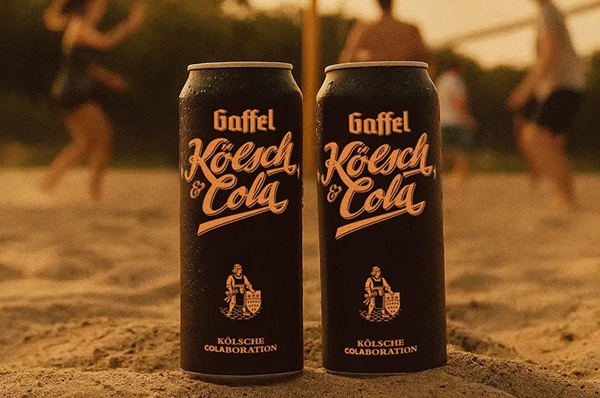 Gaffel
Kölsch
& Cola
KÖLSCHE
COLABORATION
Gaffel
Kölsch
& Cola
KÖLSCHE
COLABORATION